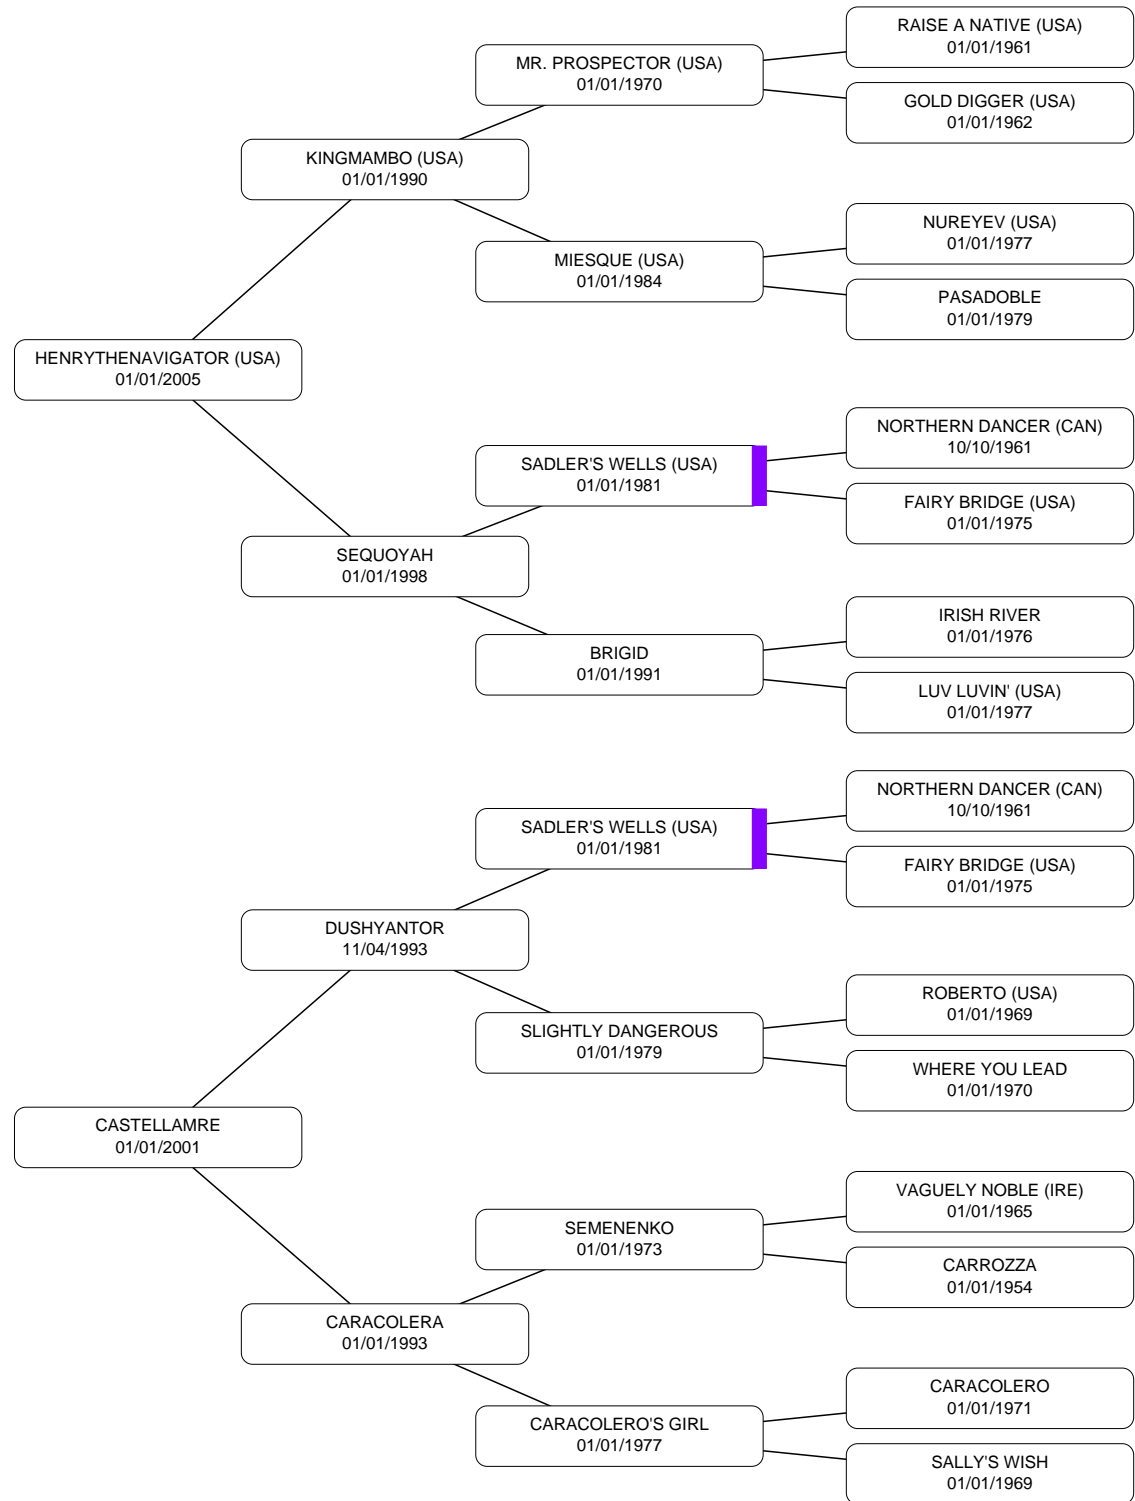 RAISE A NATIVE (USA)
01/01/1961
MR. PROSPECTOR (USA)
01/01/1970
GOLD DIGGER (USA)
01/01/1962
KINGMAMBO (USA)
01/01/1990
NUREYEV (USA)
01/01/1977
MIESQUE (USA)
01/01/1984
PASADOBLE
01/01/1979
HENRYTHENAVIGATOR (USA)
01/01/2005
NORTHERN DANCER (CAN)
10/10/1961
SADLER'S WELLS (USA)
01/01/1981
FAIRY BRIDGE (USA)
01/01/1975
SEQUOYAH
01/01/1998
IRISH RIVER
01/01/1976
BRIGID
01/01/1991
LUV LUVIN' (USA)
01/01/1977
NORTHERN DANCER (CAN)
10/10/1961
SADLER'S WELLS (USA)
01/01/1981
FAIRY BRIDGE (USA)
01/01/1975
DUSHYANTOR
11/04/1993
ROBERTO (USA)
01/01/1969
SLIGHTLY DANGEROUS
01/01/1979
WHERE YOU LEAD
01/01/1970
CASTELLAMRE
01/01/2001
VAGUELY NOBLE (IRE)
01/01/1965
SEMENENKO
01/01/1973
CARROZZA
01/01/1954
CARACOLERA
01/01/1993
CARACOLERO
01/01/1971
CARACOLERO'S GIRL
01/01/1977
SALLY'S WISH
01/01/1969